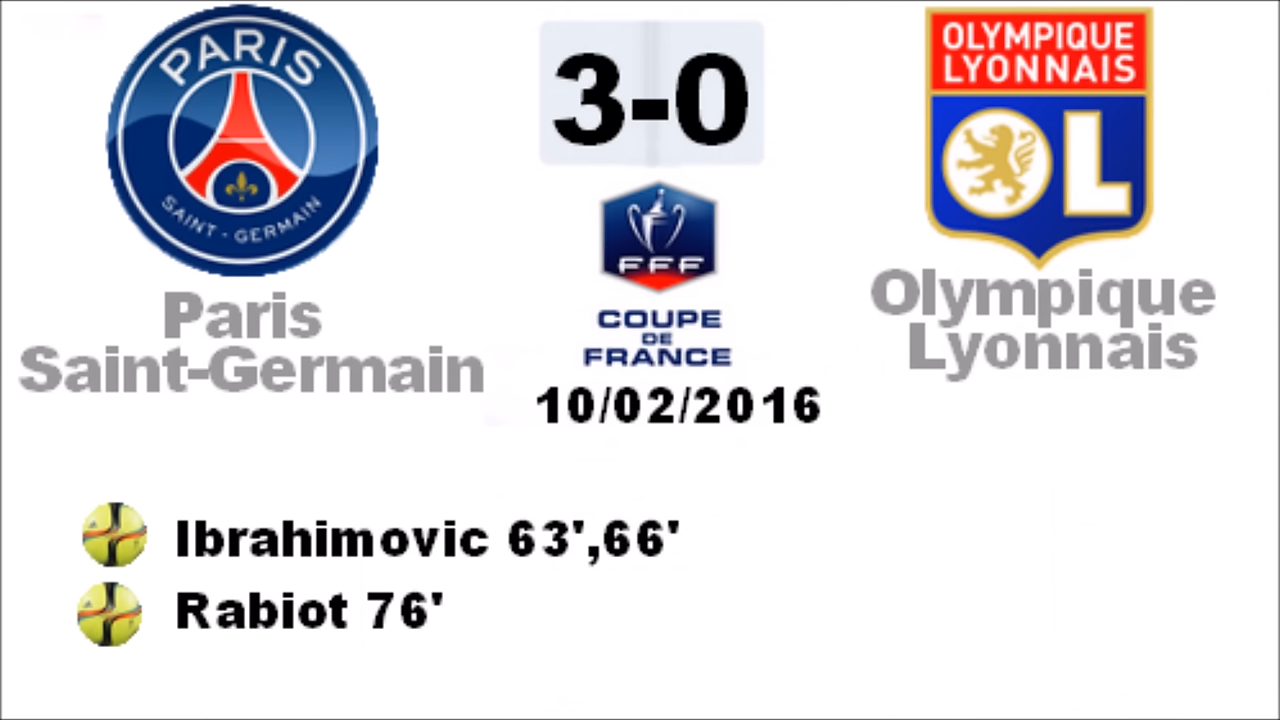 PARIS
SAINT-GERMAIN
Paris
Saint-Germain
3-0
FFF
COUPE
DE
FRANCE
10/02/2016
OLYMPIQUE
LYONNAIS
OL
Olympique
Lyonnais
Ibrahimovic 63',66'
Rabiot 76'